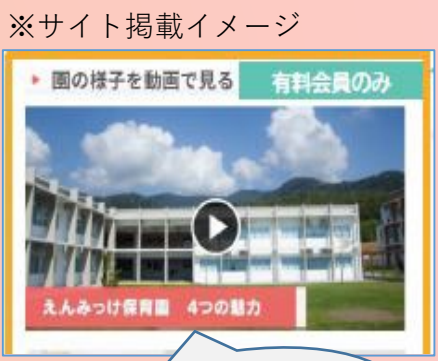 ※サイト掲載イメージ
園の様子を動画で見る 有料会員のみ
えんみっけ保育園 4つの魅力